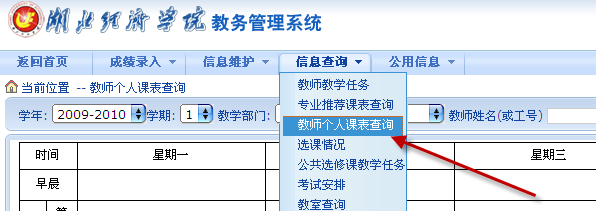 湖北经济学院 教务管理系统
返回首页 成绩录入 信息维护 信息查询 公用信息
教师教学任务
专业推荐课表查询
教师个人课表查询
选课情况
公共选修课教学任务
考试安排
教室查询
当前位置 -- 教师个人课表查询
学年: 2009-2010 学期: 1 教学部门: 教师姓名(或工号)
时间 星期一 星期三
早晨
第